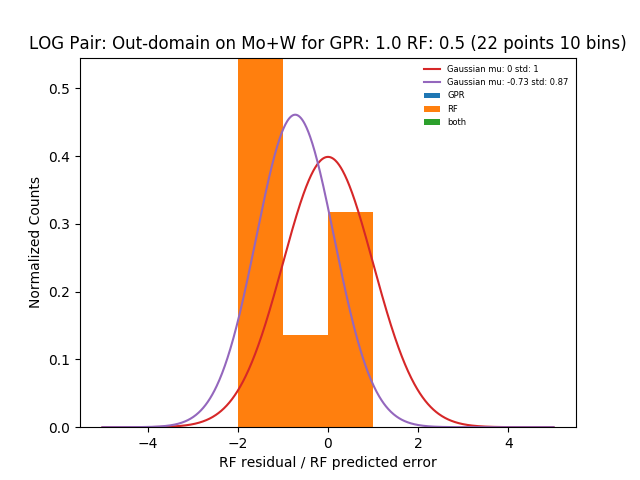 LOG Pair: Out-domain on Mo+W for GPR: 1.0 RF: 0.5 (22 points 10 bins)
Gaussian mu: 0 std: 1
Gaussian mu: -0.73 std: 0.87
GPR
RF
both
Normalized Counts
0.5
0.4
0.3
0.2
0.1
0.0
−4 −2 0 2 4
RF residual / RF predicted error